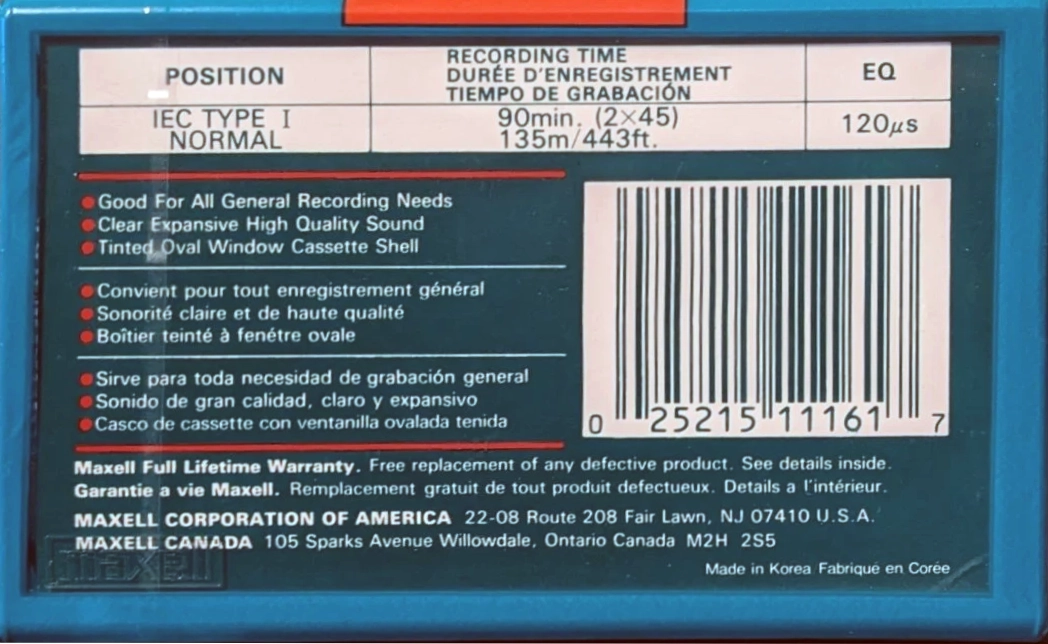 POSITION
RECORDING TIME
DURÉE D'ENREGISTREMENT
TIEMPO DE GRABACIÓN
EQ
IEC TYPE I
NORMAL
90min. (2×45)
135m/443ft.
120µs
●Good For All General Recording Needs
●Clear Expansive High Quality Sound
●Tinted Oval Window Cassette Shell
●Convient pour tout enregistrement général
●Sonorité claire et de haute qualité
●Boîtier teinté à fenétre ovale
●Sirve para toda necesidad de grabación general
●Sonido de gran calidad, claro y expansivo
●Casco de cassette con ventanilla ovalada tenida
0 25215 11161 7
Maxell Full Lifetime Warranty. Free replacement of any defective product. See details inside.
Garantie a vie Maxell. Remplacement gratuit de tout produit defectueux. Details a l'intérieur.
MAXELL CORPORATION OF AMERICA 22-08 Route 208 Fair Lawn, NJ 07410 U.S.A.
MAXELL CANADA 105 Sparks Avenue Willowdale, Ontario Canada M2H 2S5
maxell
Made in Korea Fabriqué en Corée